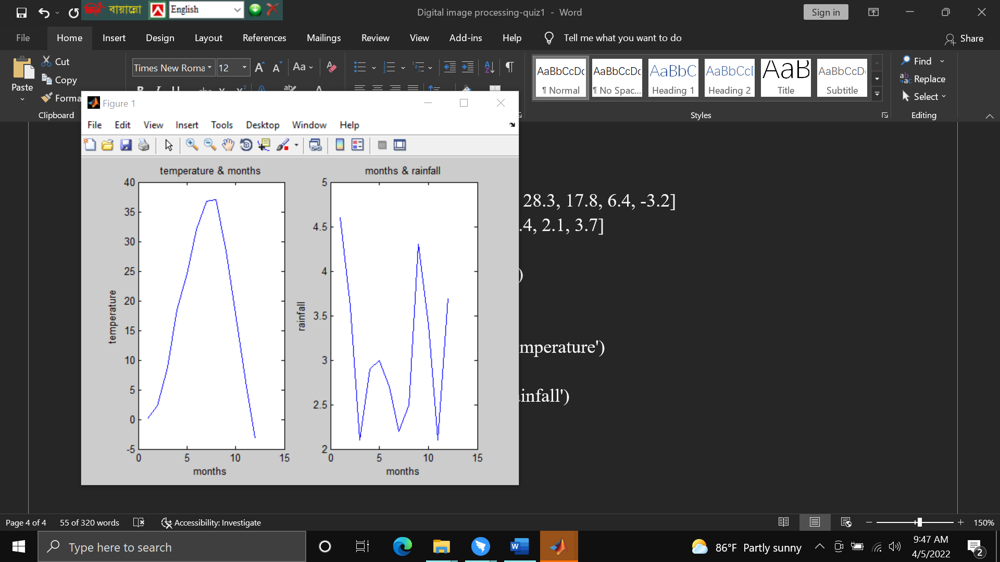 বায়ান্নো English
Digital image processing-quiz1 - Word
Sign in
File Home Insert Design Layout References Mailings Review View Add-ins Help Tell me what you want to do Share
Paste
Cut
Copy
Forma
Clipboard
Times New Roma 12
AaBbCcDc AaBbCcDc AaBbC AaBbCcI AaB AaBbCcD
¶ Normal ¶ No Spac... Heading 1 Heading 2 Title Subtitle
Styles
Find
Replace
Select
Editing
Figure 1
File Edit View Insert Tools Desktop Window Help
temperature & months
40
35
30
25
20
15
10
5
0
-5
temperature
0 5 10 15
months
months & rainfall
5
4.5
4
3.5
3
2.5
2
rainfall
0 5 10 15
months
28.3, 17.8, 6.4, -3.2]
.4, 2.1, 3.7]
)
mperature')
infall')
Page 4 of 4 55 of 320 words Accessibility: Investigate 150%
Type here to search
86°F Partly sunny
9:47 AM
4/5/2022
2